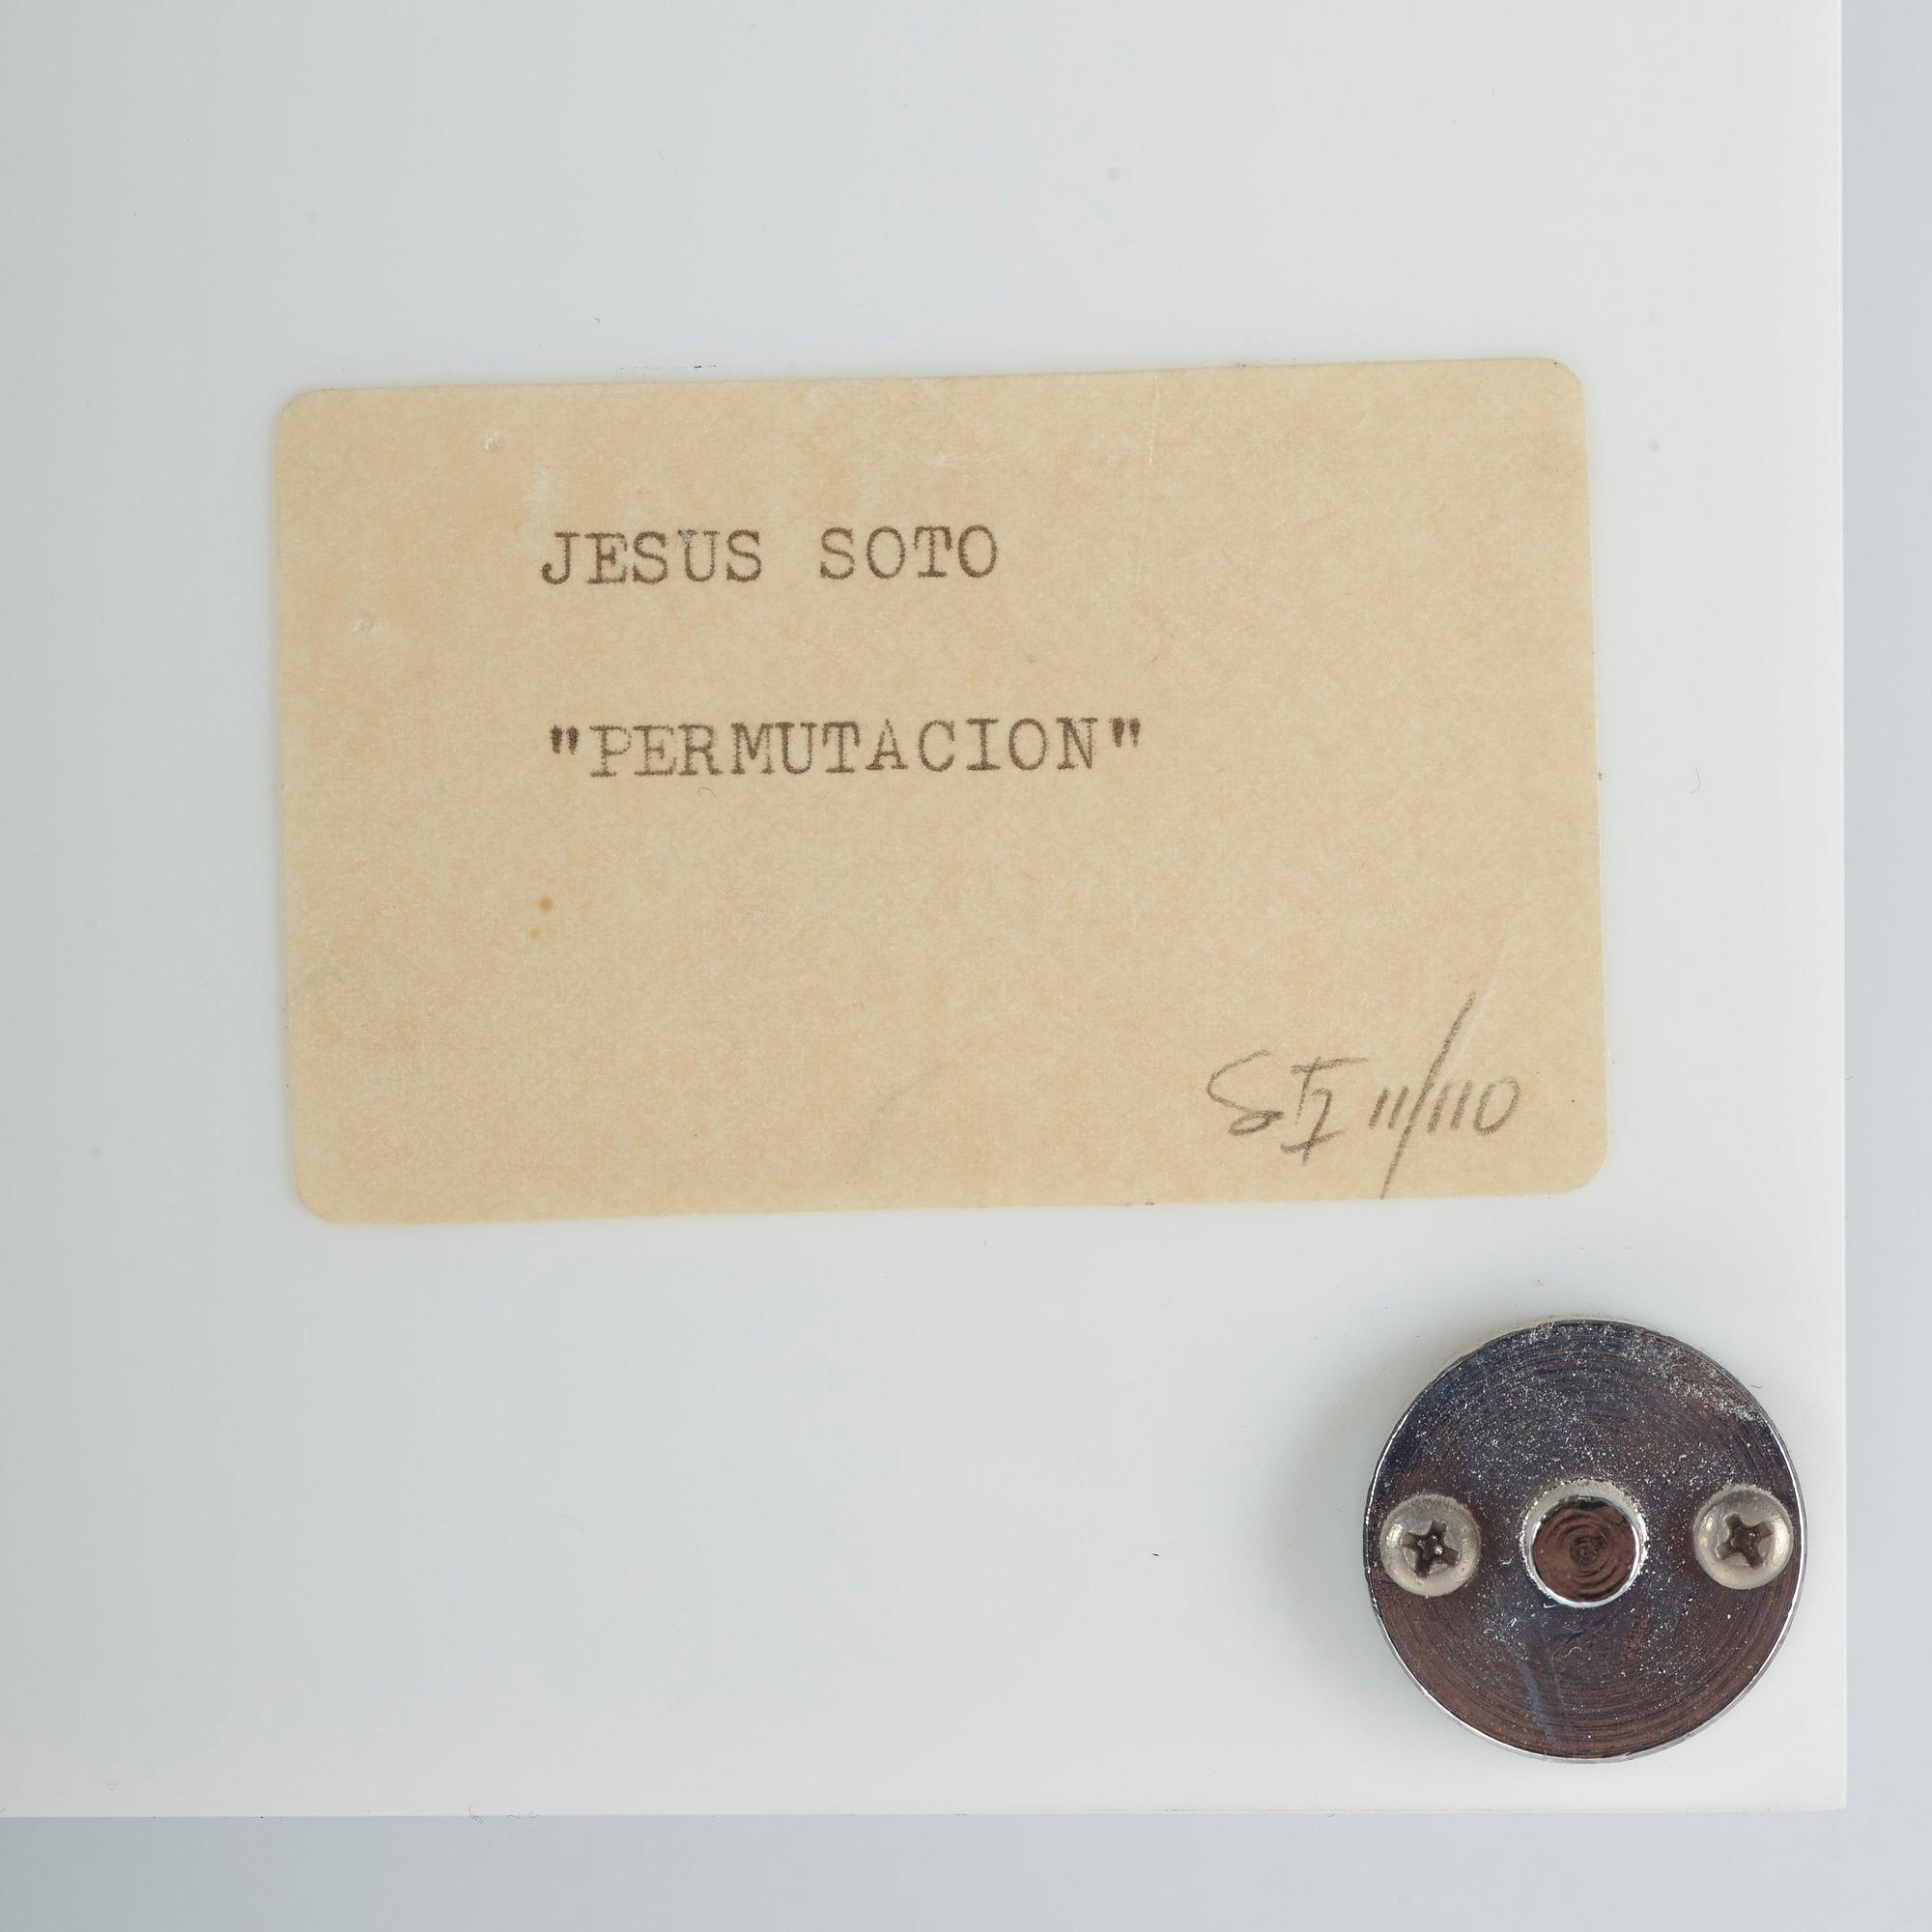 JESUS SOTO
"PERMUTACION"
11/110